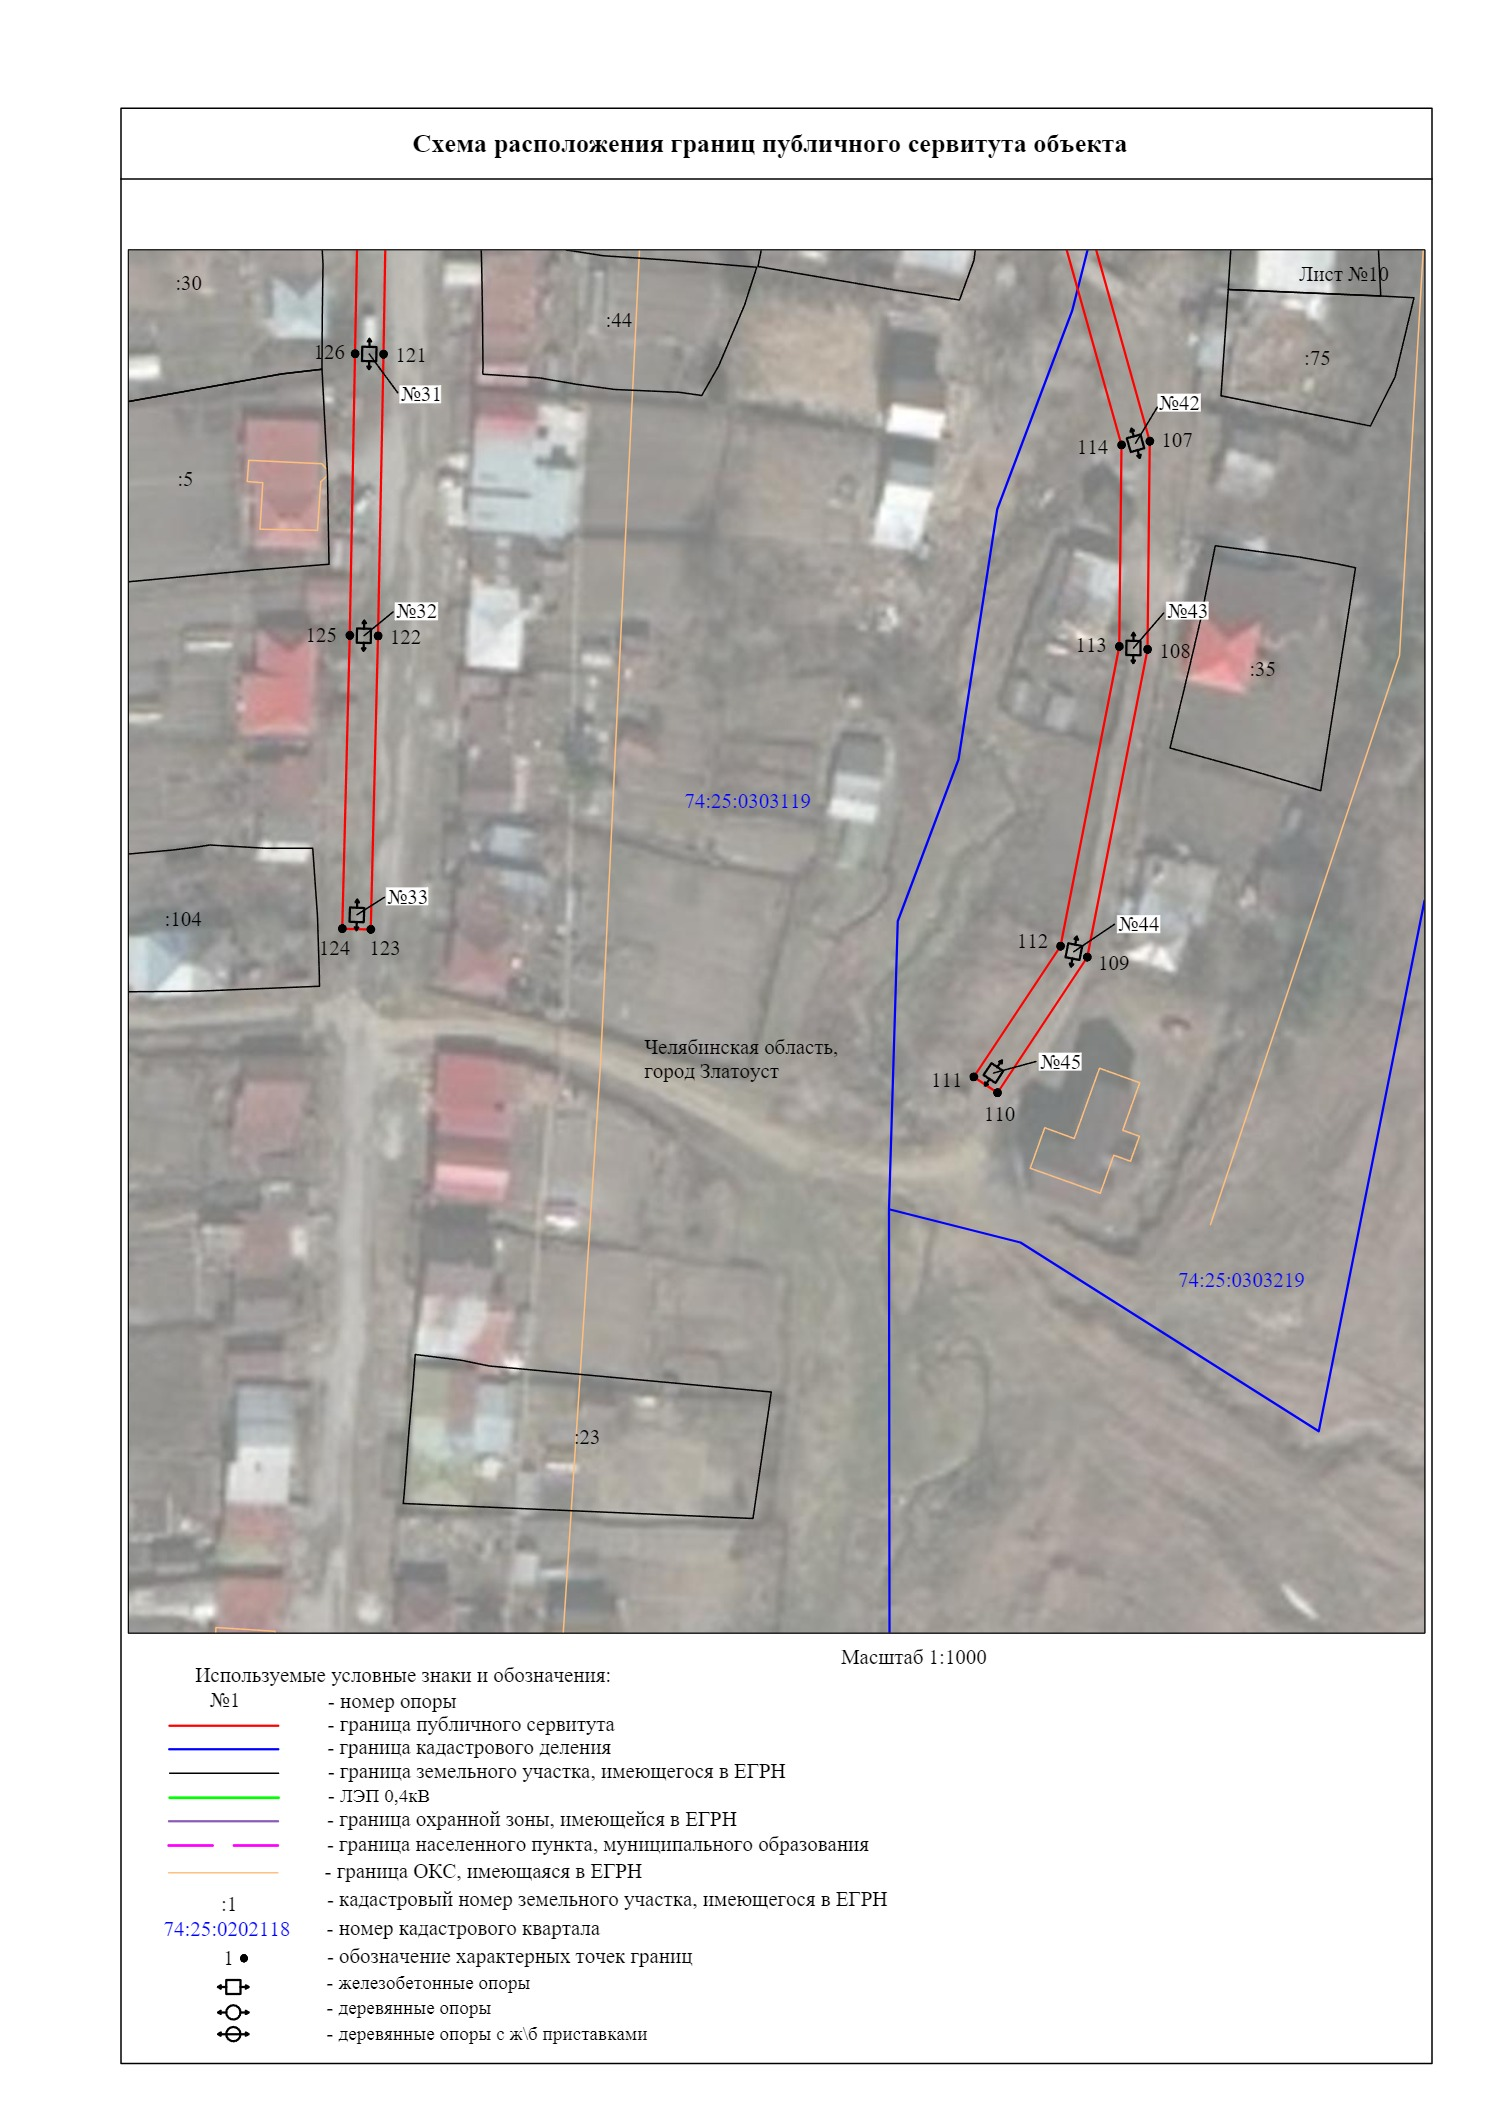 Схема расположения границ публичного сервитута объекта
Лист №10
:30
:44
:75
126
121
№31
№42
114
107
:5
№32
125
122
№43
113
108
:35
74:25:0303119
№33
:104
124
123
№44
112
109
Челябинская область,
город Златоуст
№45
111
110
74:25:0303219
:23
Масштаб 1:1000
Используемые условные знаки и обозначения:
№1 - номер опоры
- граница публичного сервитута
- граница кадастрового деления
- граница земельного участка, имеющегося в ЕГРН
- ЛЭП 0,4кВ
- граница охранной зоны, имеющейся в ЕГРН
- граница населенного пункта, муниципального образования
- граница ОКС, имеющаяся в ЕГРН
:1 - кадастровый номер земельного участка, имеющегося в ЕГРН
74:25:0202118 - номер кадастрового квартала
1 - обозначение характерных точек границ
- железобетонные опоры
- деревянные опоры
- деревянные опоры с ж\б приставками